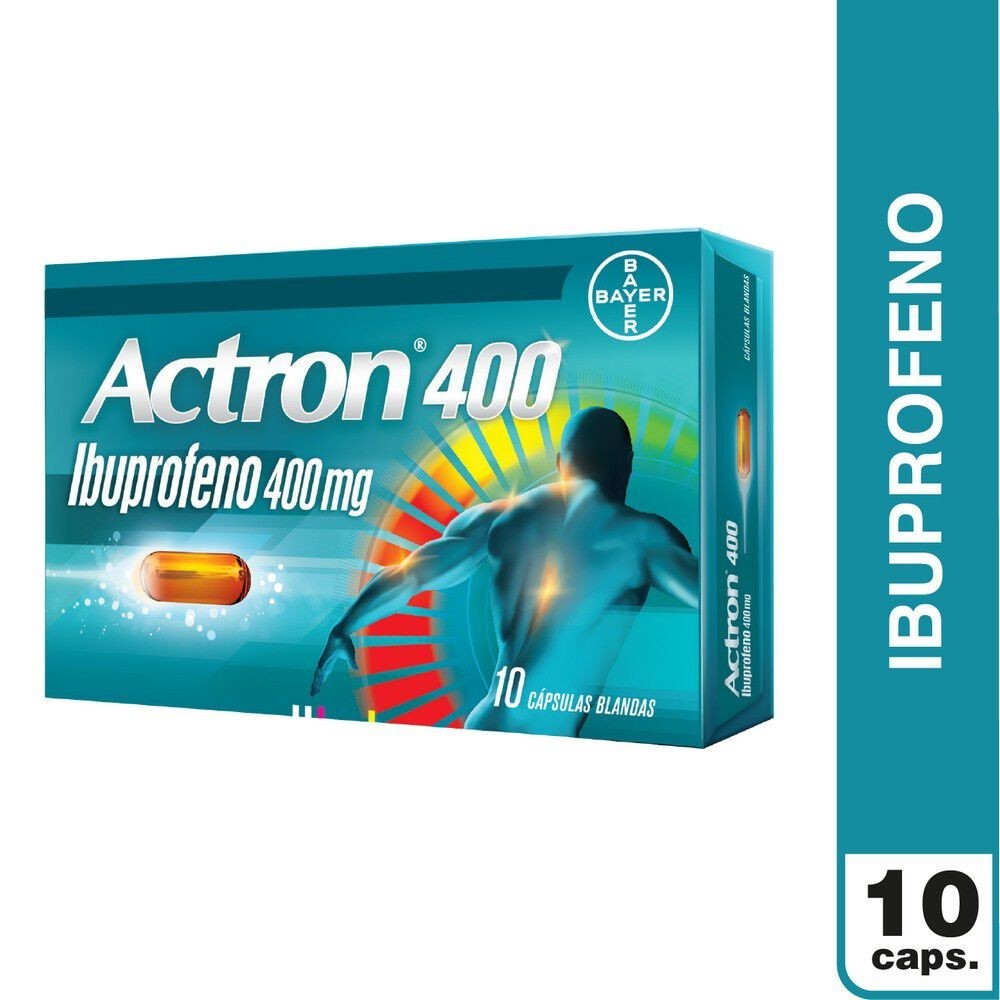 BAYER
BAYER
Actron® 400
Ibuprofeno 400 mg
10 CÁPSULAS BLANDAS
CÁPSULAS BLANDAS
Actron® 400
Ibuprofeno 400 mg
IBUPROFENO
10
caps.